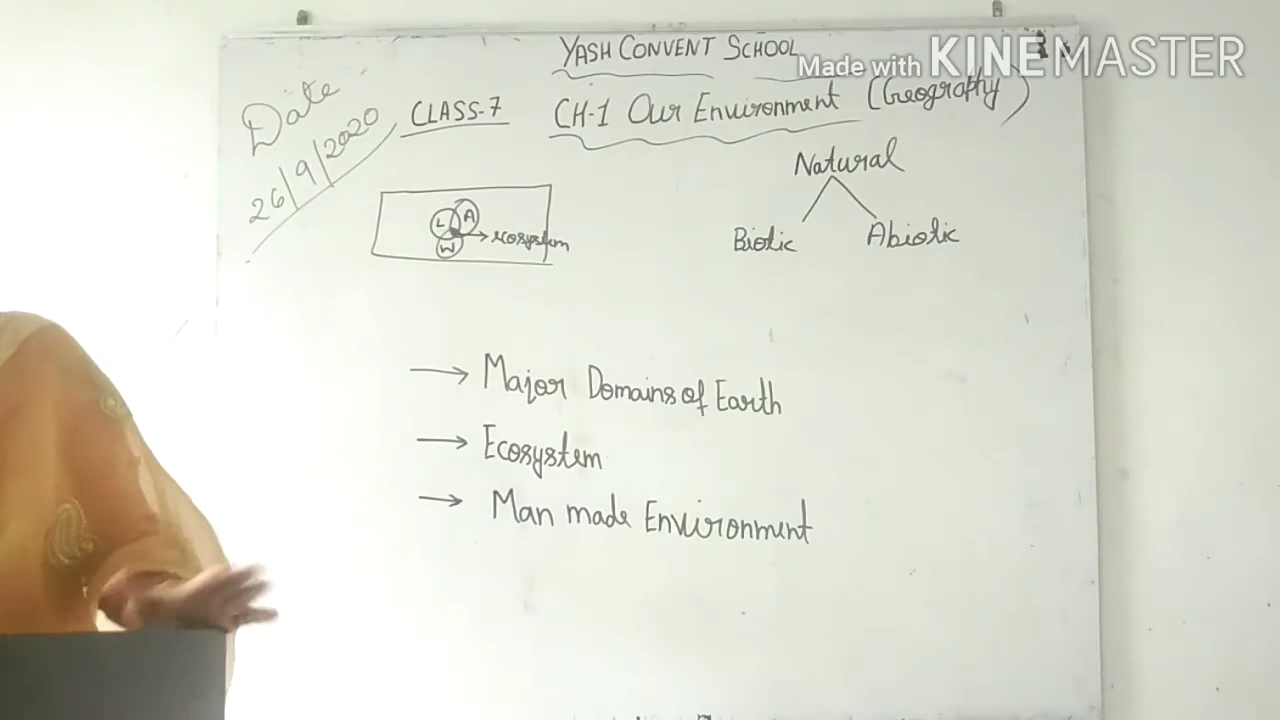 YASH CONVENT SCHOOL
Made with KINEMASTER
Date
26/9/2020
CLASS-7
CH-1 Our Environment (Geography)
Natural
Biotic Abiotic
L A
W
ecosystem
→ Major Domains of Earth
→ Ecosystem
→ Man made Environment